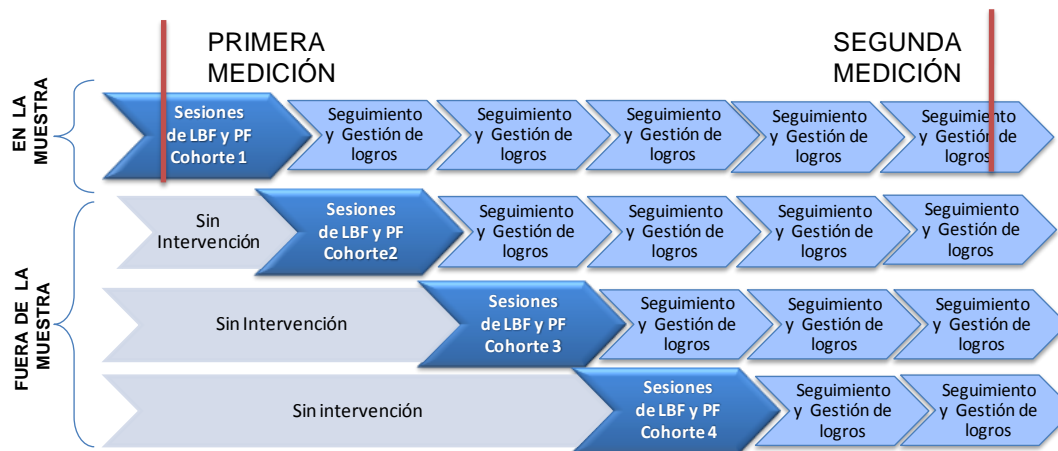 PRIMERA
MEDICIÓN
SEGUNDA
MEDICIÓN
EN LA
MUESTRA
Sesiones
de LBF y PF
Cohorte 1
Seguimiento
y Gestión de
logros
Seguimiento
y Gestión de
logros
Seguimiento
y Gestión de
logros
Seguimiento
y Gestión de
logros
Seguimiento
y Gestión de
logros
FUERA DE LA
MUESTRA
Sin
Intervención
Sesiones
de LBF y PF
Cohorte2
Seguimiento
y Gestión de
logros
Seguimiento
y Gestión de
logros
Seguimiento
y Gestión de
logros
Seguimiento
y Gestión de
logros
Sin Intervención
Sesiones
de LBF y PF
Cohorte 3
Seguimiento
y Gestión de
logros
Seguimiento
y Gestión de
logros
Seguimiento
y Gestión de
logros
Sin intervención
Sesiones
de LBF y PF
Cohorte 4
Seguimiento
y Gestión de
logros
Seguimiento
y Gestión de
logros